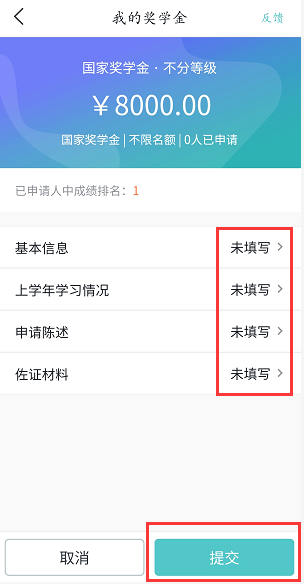 我的奖学金 反馈
国家奖学金 · 不分等级
￥8000.00
国家奖学金 | 不限名额 | 0人已申请
已申请人中成绩排名：1
基本信息 未填写
上学年学习情况 未填写
申请陈述 未填写
佐证材料 未填写
取消 提交